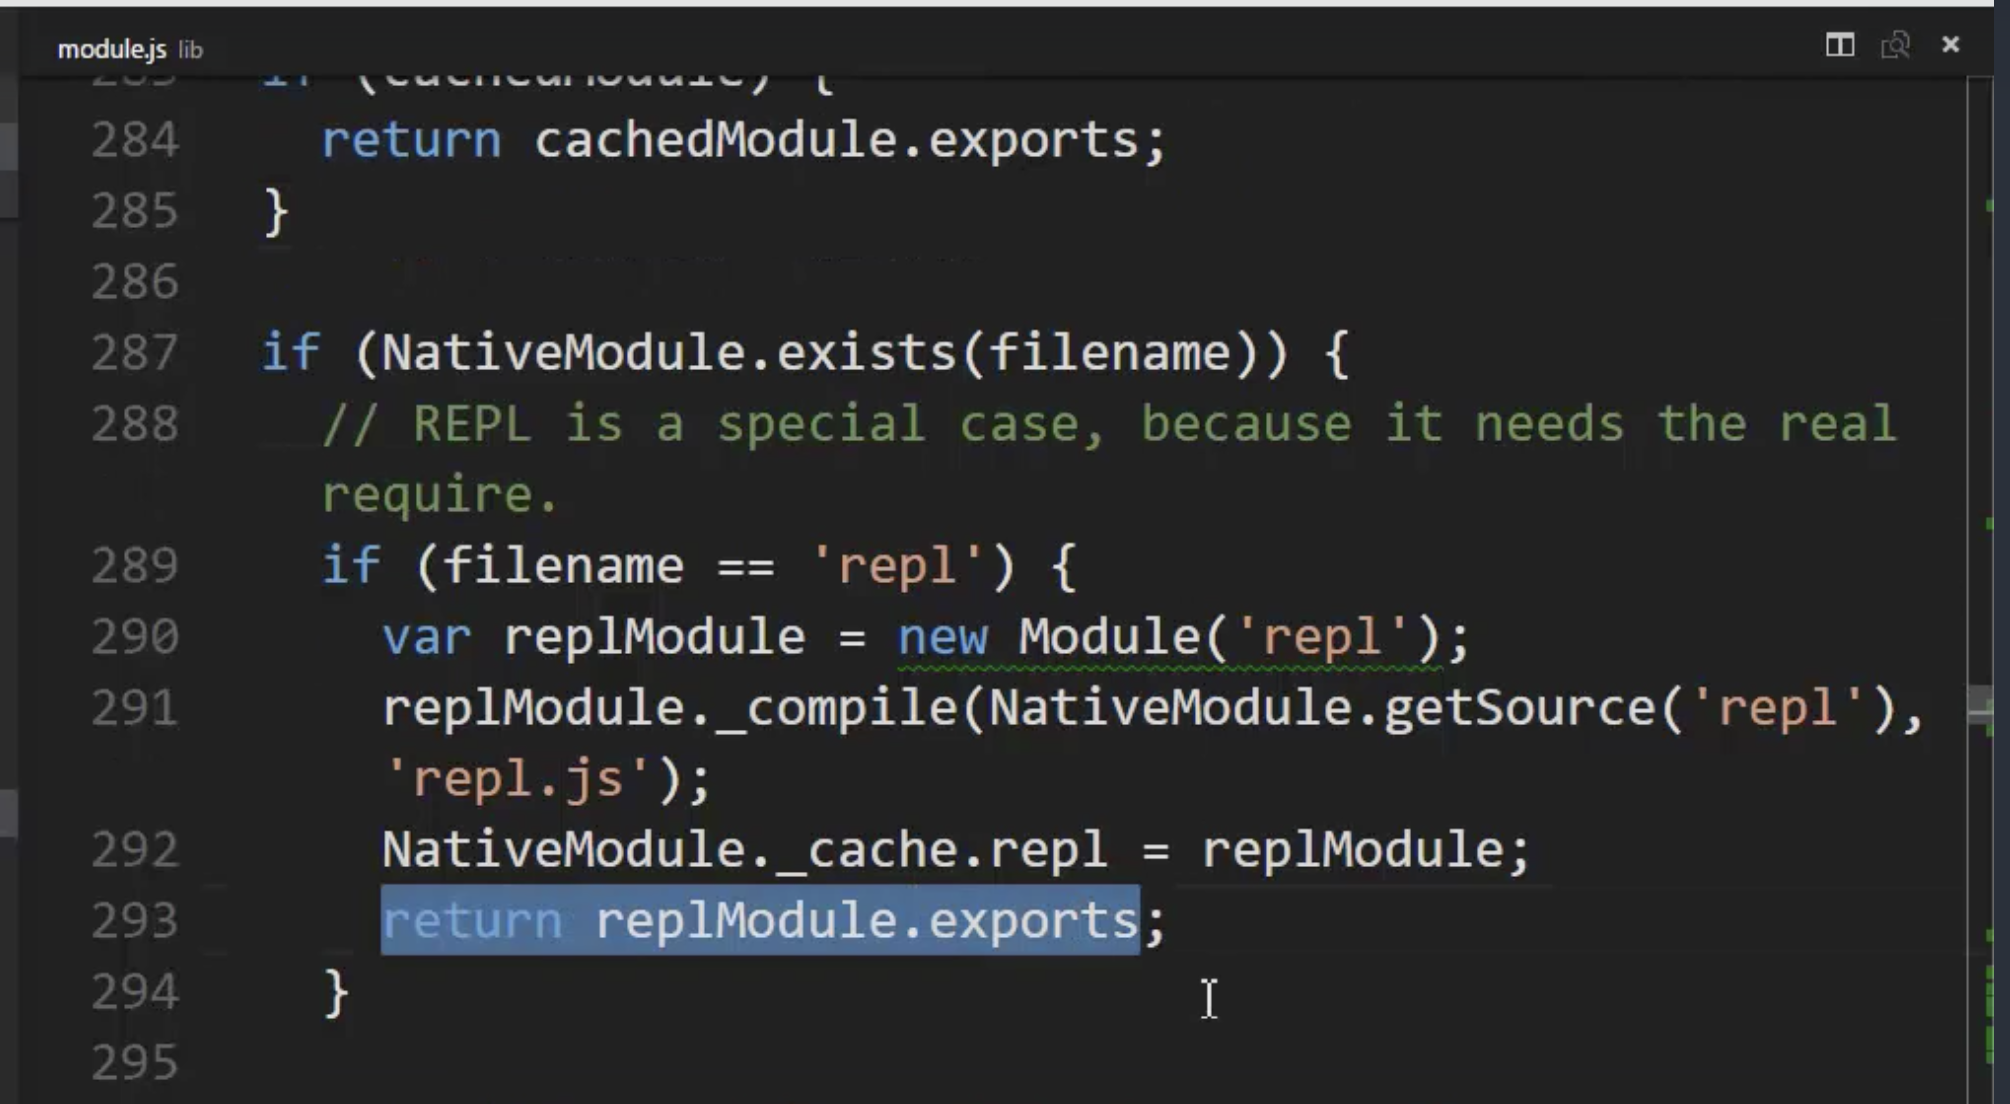 module.js lib
283 if (cachedModule) {
284 return cachedModule.exports;
285 }
286
287 if (NativeModule.exists(filename)) {
288 // REPL is a special case, because it needs the real
require.
289 if (filename == 'repl') {
290 var replModule = new Module('repl');
291 replModule._compile(NativeModule.getSource('repl'),
'repl.js');
292 NativeModule._cache.repl = replModule;
293 return replModule.exports;
294 }
295